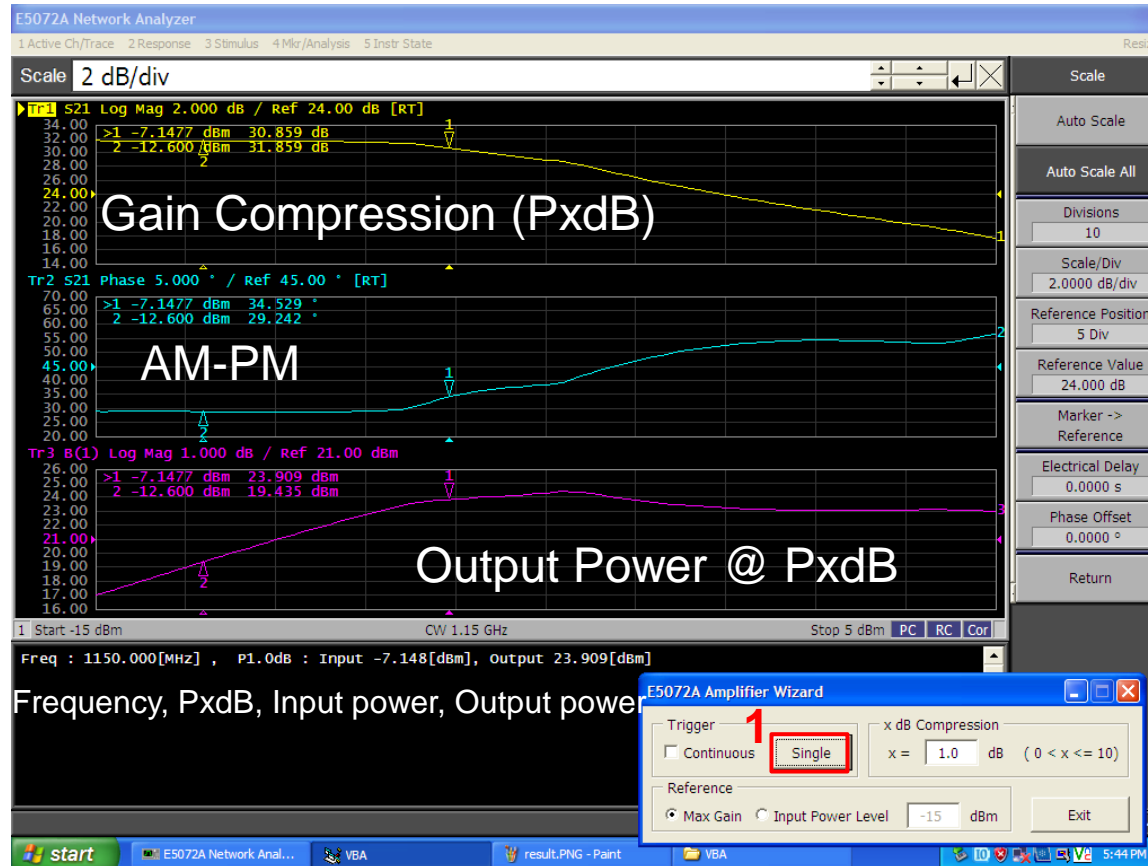 E5072A Network Analyzer
1 Active Ch/Trace 2 Response 3 Stimulus 4 Mkr/Analysis 5 Instr State
Scale 2 dB/div
Scale
Auto Scale
Auto Scale All
Divisions
10
Scale/Div
2.0000 dB/div
Reference Position
5 Div
Reference Value
24.000 dB
Marker ->
Reference
Electrical Delay
0.0000 s
Phase Offset
0.0000 °
Return
Tr1 S21 Log Mag 2.000 dB / Ref 24.00 dB [RT]
34.00
32.00
30.00
28.00
26.00
24.00
22.00
20.00
18.00
16.00
14.00
>1 -7.1477 dBm 30.859 dB
2 -12.600 dBm 31.859 dB
1
2
1
Gain Compression (PxdB)
Tr2 S21 Phase 5.000 ° / Ref 45.00 ° [RT]
70.00
65.00
60.00
55.00
50.00
45.00
40.00
35.00
30.00
25.00
20.00
>1 -7.1477 dBm 34.529 °
2 -12.600 dBm 29.242 °
2
1
2
AM-PM
Tr3 B(1) Log Mag 1.000 dB / Ref 21.00 dBm
26.00
25.00
24.00
23.00
22.00
21.00
20.00
19.00
18.00
17.00
16.00
>1 -7.1477 dBm 23.909 dBm
2 -12.600 dBm 19.435 dBm
1
3
2
Output Power @ PxdB
1 Start -15 dBm CW 1.15 GHz Stop 5 dBm PC RC Cor
Freq : 1150.000[MHz] , P1.0dB : Input -7.148[dBm], Output 23.909[dBm]
Frequency, PxdB, Input power, Output power
E5072A Amplifier Wizard
Trigger
1
Continuous Single
x dB Compression
x = 1.0 dB ( 0 < x <= 10)
Reference
Max Gain Input Power Level -15 dBm
Exit
start E5072A Network Anal... VBA result.PNG - Paint VBA 5:44 PM